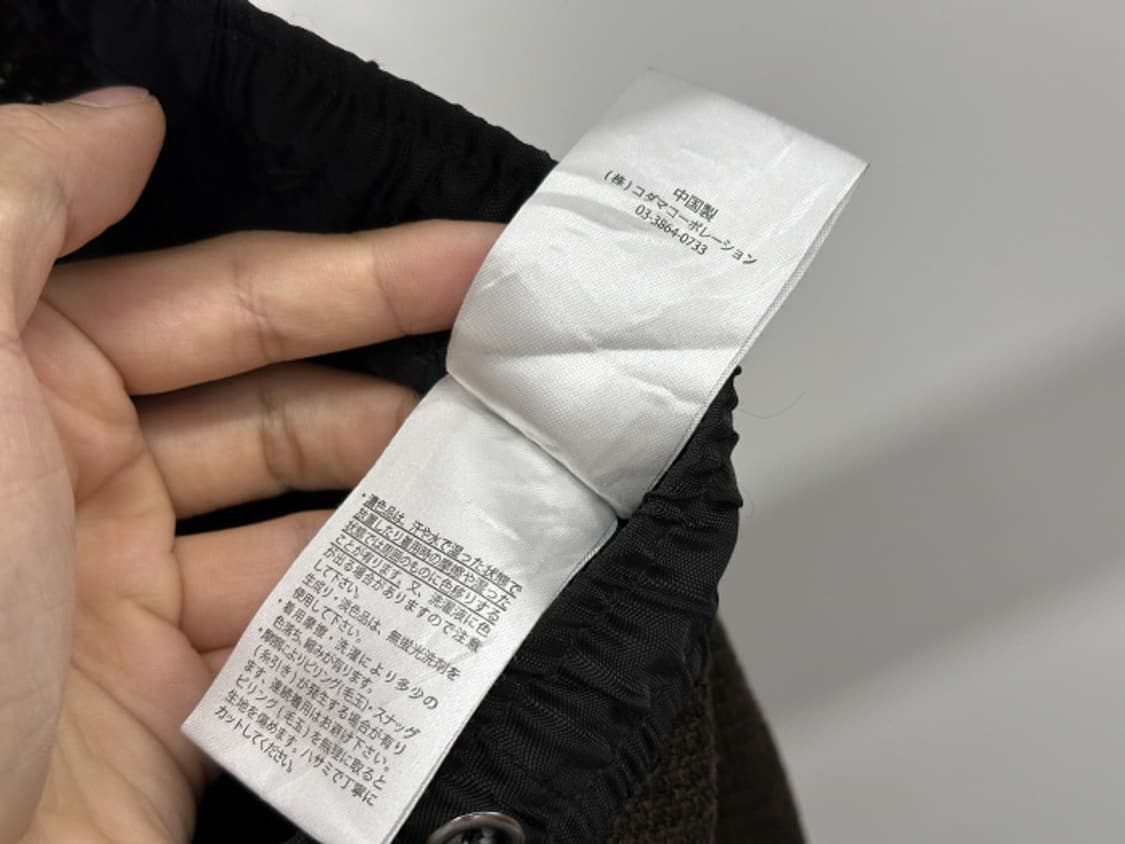 中国製
(株)コダマコーポレーション
03-3864-0733
・濃色品は、汗や水で湿った状態で
放置したり着用時の摩擦や湿った
状態では周囲のものに色移りする
ことが有ります。又、洗濯液に色
が出る場合がありますので注意
して下さい。
生成り・淡色品は、無蛍光洗剤を
使用して下さい。
・着用摩擦・洗濯により多少の
色落ち、縮みが有ります。
・摩擦によりピリング(毛玉)・スナッグ
(糸引き)が発生する場合が有り
ます、連続着用はお避け下さい。
ピリング(毛玉)を無理に取ると
生地を傷めます。ハサミで丁寧に
カットしてください。